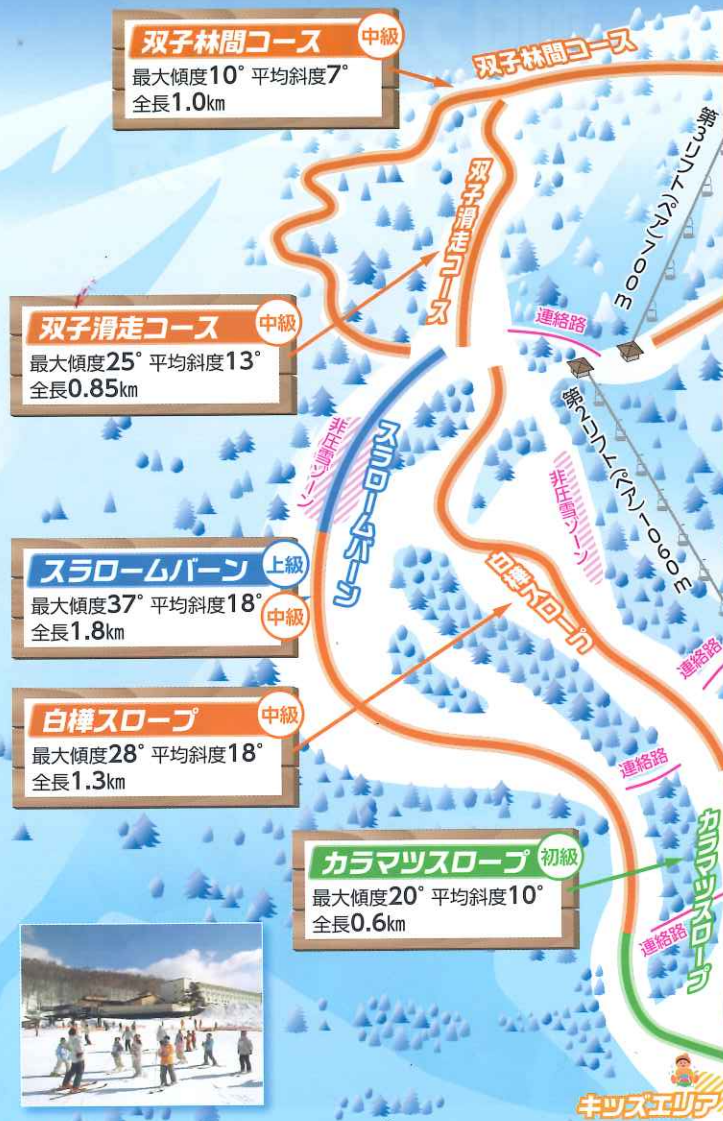 双子林間コース 中級
最大傾度10° 平均斜度7°
全長1.0km
双子林間コース
第3リフト(ペア)700m
双子滑走コース
双子滑走コース 中級
最大傾度25° 平均斜度13°
全長0.85km
連絡路
第2リフト(ペア)1060m
非圧雪ゾーン
スラロームバーン
非圧雪ゾーン
スラロームバーン 上級
最大傾度37° 平均斜度18° 中級
全長1.8km
白樺スロープ
連絡路
白樺スロープ 中級
最大傾度28° 平均斜度18°
全長1.3km
連絡路
カラマツスロープ 初級
最大傾度20° 平均斜度10°
全長0.6km
カラマツスロープ
連絡路
キッズエリア